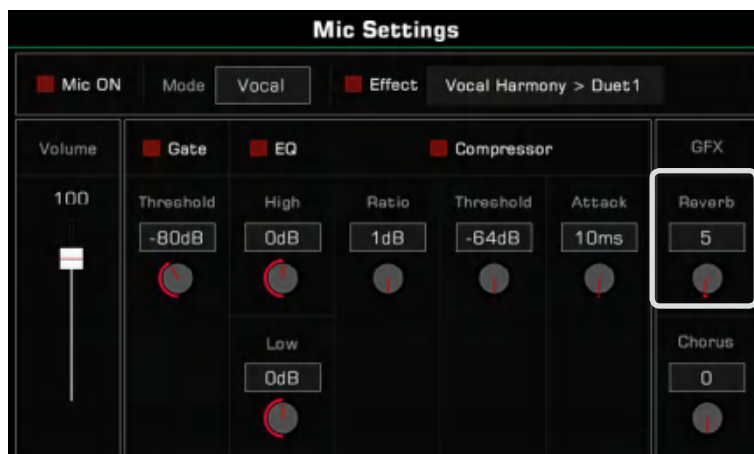 Mic Settings
Mic ON Mode Vocal Effect Vocal Harmony > Duet1
Volume Gate EQ Compressor GFX
100 Threshold High Ratio Threshold Attack Reverb
-80dB 0dB 1dB -64dB 10ms 5
Low Chorus
0dB 0